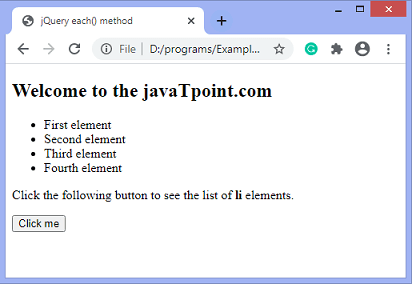 jQuery each() method
File | D:/programs/Exampl...
Welcome to the javaTpoint.com
• First element
• Second element
• Third element
• Fourth element
Click the following button to see the list of li elements.
Click me